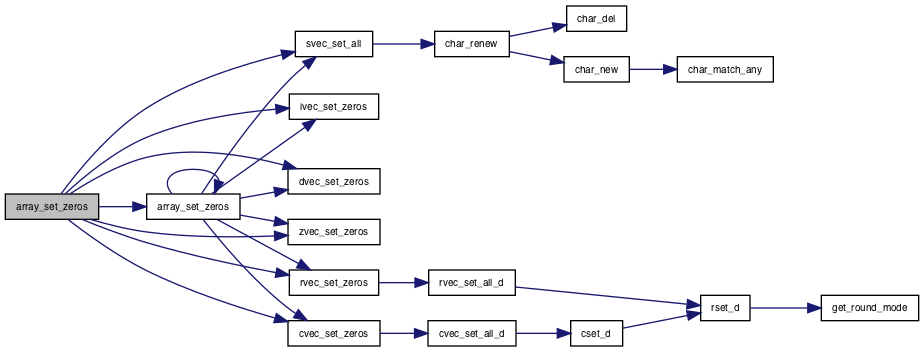 char_del
svec_set_all
char_renew
char_new
char_match_any
ivec_set_zeros
dvec_set_zeros
array_set_zeros
array_set_zeros
zvec_set_zeros
rvec_set_zeros
rvec_set_all_d
rset_d
get_round_mode
cvec_set_zeros
cvec_set_all_d
cset_d